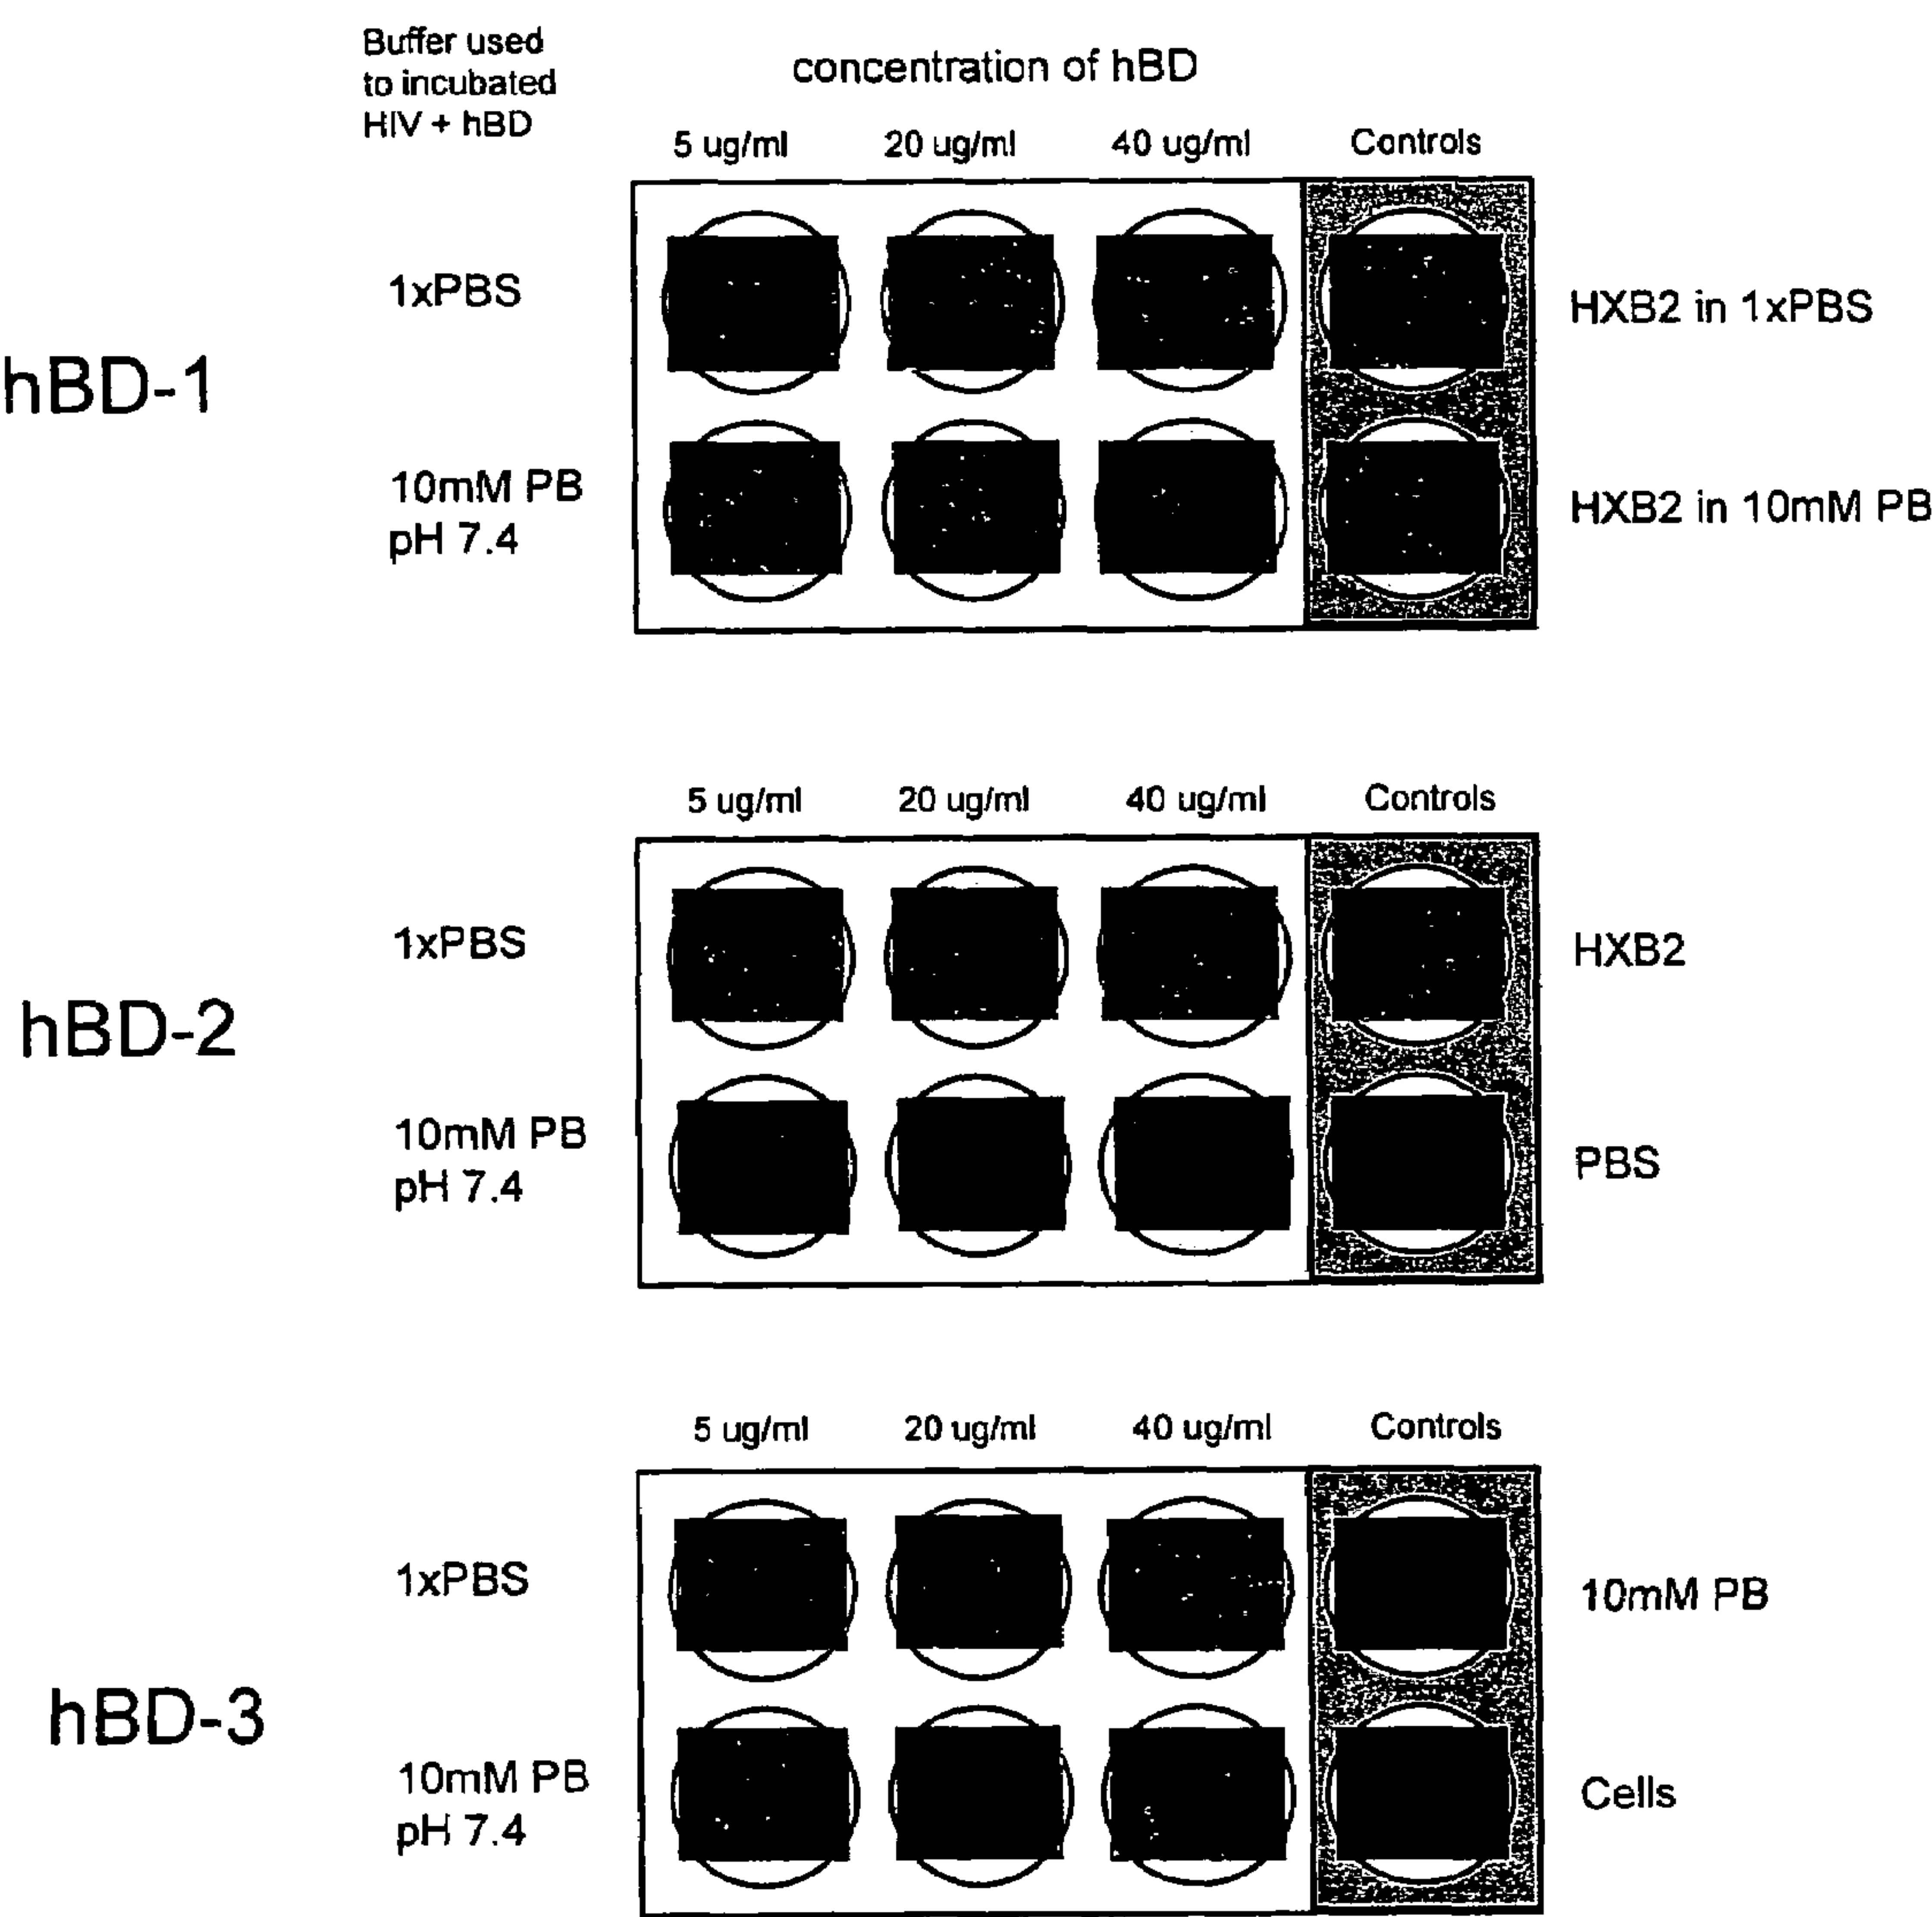 Buffer used
to incubated
HIV + hBD
concentration of hBD
5 ug/ml 20 ug/ml 40 ug/ml Controls
hBD-1
1xPBS
HXB2 in 1xPBS
10mM PB
pH 7.4
HXB2 in 10mM PB
5 ug/ml 20 ug/ml 40 ug/ml Controls
hBD-2
1xPBS
HXB2
10mM PB
pH 7.4
PBS
5 ug/ml 20 ug/ml 40 ug/ml Controls
hBD-3
1xPBS
10mM PB
10mM PB
pH 7.4
Cells